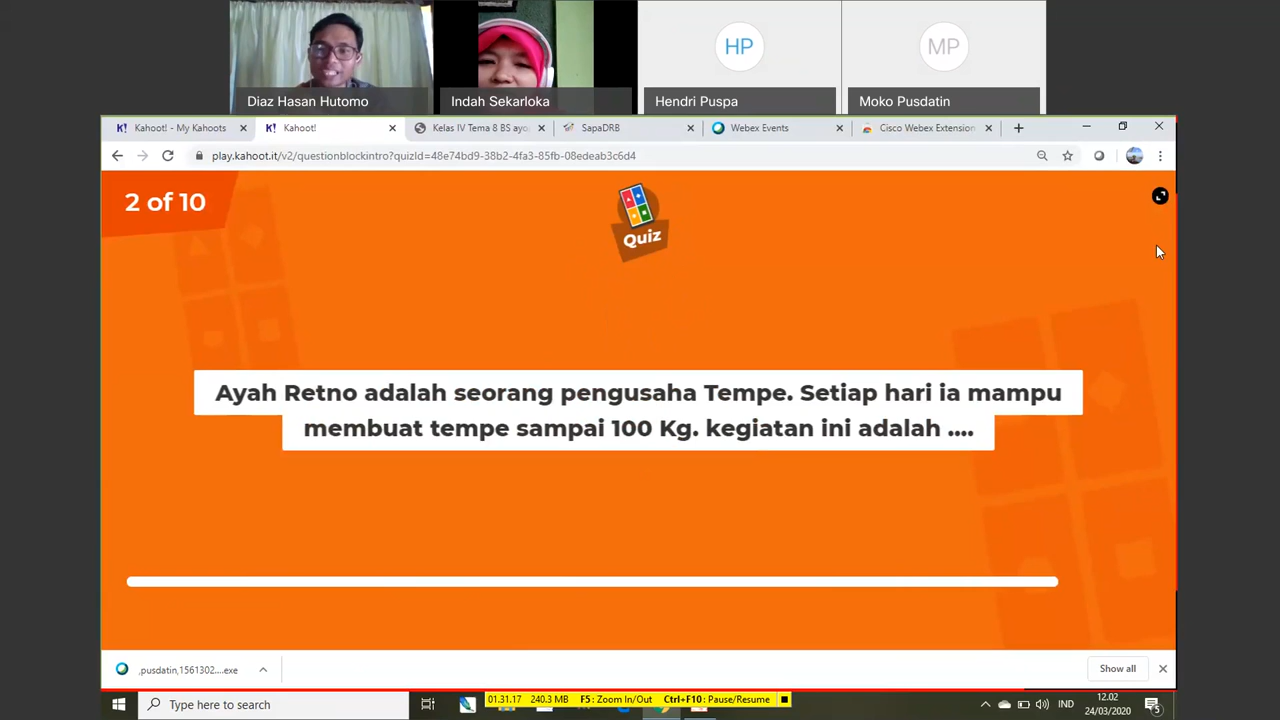 HP
MP
Diaz Hasan Hutomo
Indah Sekarloka
Hendri Puspa
Moko Pusdatin
K! Kahoot! - My Kahoots
K! Kahoot!
Kelas IV Tema 8 BS ayo
SapaDRB
Webex Events
Cisco Webex Extension
play.kahoot.it/v2/questionblockintro?quizId=48e74bd9-38b2-4fa3-85fb-08edeab3c6d4
2 of 10
Quiz
Ayah Retno adalah seorang pengusaha Tempe. Setiap hari ia mampu
membuat tempe sampai 100 Kg. kegiatan ini adalah ....
,pusdatin,1561302....exe
Show all
Type here to search
01.31.17 240.3 MB F5: Zoom In/Out Ctrl+F10: Pause/Resume
IND
12.02
24/03/2020
5